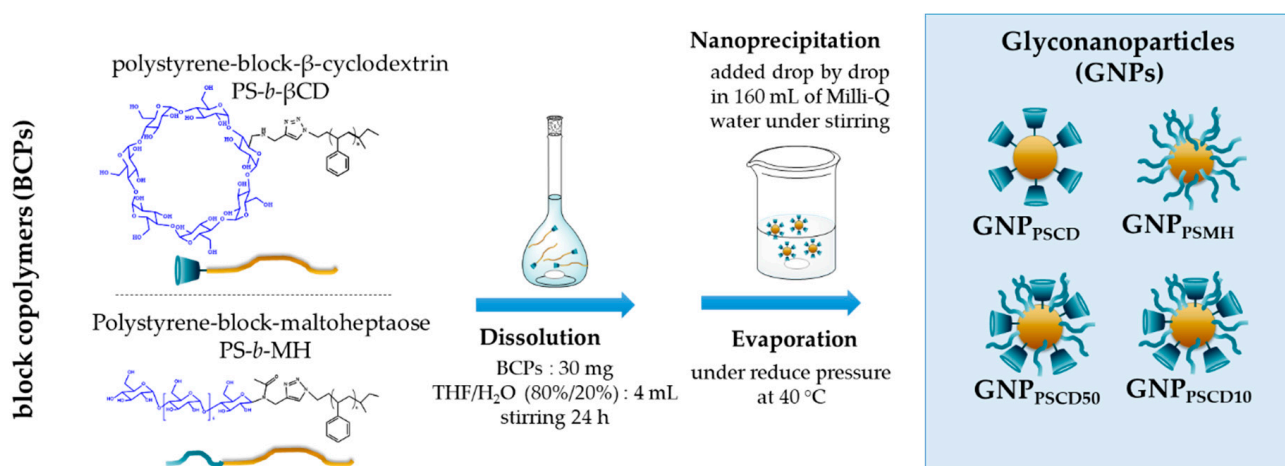 block copolymers (BCPs)
polystyrene-block-β-cyclodextrin
PS-b-βCD
Polystyrene-block-maltoheptaose
PS-b-MH
Dissolution
BCPs : 30 mg
THF/H₂O (80%/20%) : 4 mL
stirring 24 h
Nanoprecipitation
added drop by drop
in 160 mL of Milli-Q
water under stirring
Evaporation
under reduce pressure
at 40 °C
Glyconanoparticles
(GNPs)
GNPPSCD
GNPPSMH
GNPPSCD50
GNPPSCD10